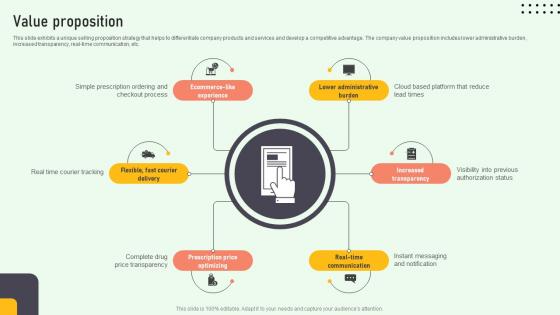 Value proposition
This slide exhibits a unique selling proposition strategy that helps to differentiate company products and services and develop a competitive advantage. The company value proposition includes lower administrative burden,
increased transparency, real-time communication, etc.
Simple prescription ordering and
checkout process
Ecommerce-like
experience
Lower administrative
burden
Cloud based platform that reduce
lead times
Real time courier tracking
Flexible, fast courier
delivery
Increased
transparency
Visibility into previous
authorization status
Complete drug
price transparency
Prescription price
optimizing
Real-time
communication
Instant messaging
and notification
This slide is 100% editable. Adapt it to your needs and capture your audience's attention.